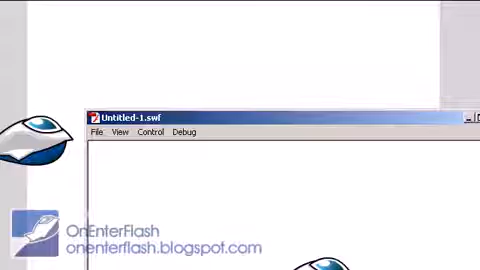 Untitled-1.swf
File View Control Debug
OnEnterFlash
onenterflash.blogspot.com